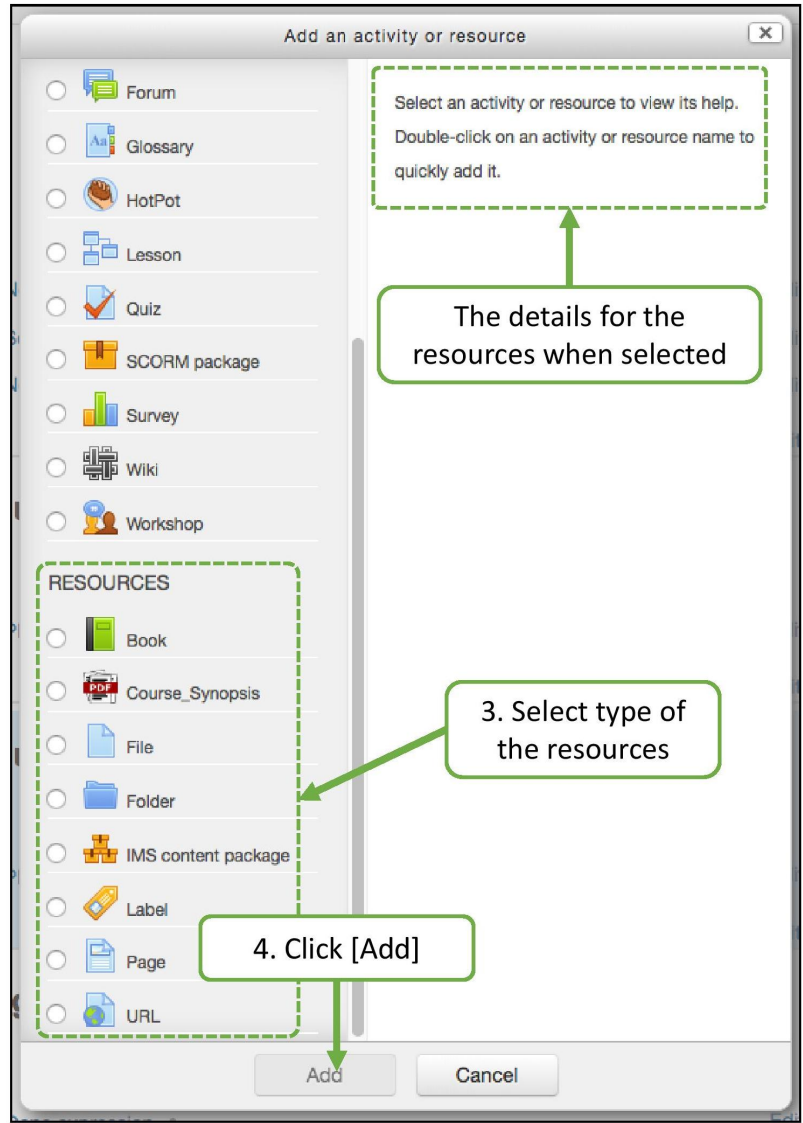 Add an activity or resource
Forum
Glossary
HotPot
Lesson
Quiz
SCORM package
Survey
Wiki
Workshop
RESOURCES
Book
PDF
Course_Synopsis
File
Folder
IMS content package
Label
Page
URL
Select an activity or resource to view its help.
Double-click on an activity or resource name to
quickly add it.
The details for the
resources when selected
3. Select type of
the resources
4. Click [Add]
Add
Cancel